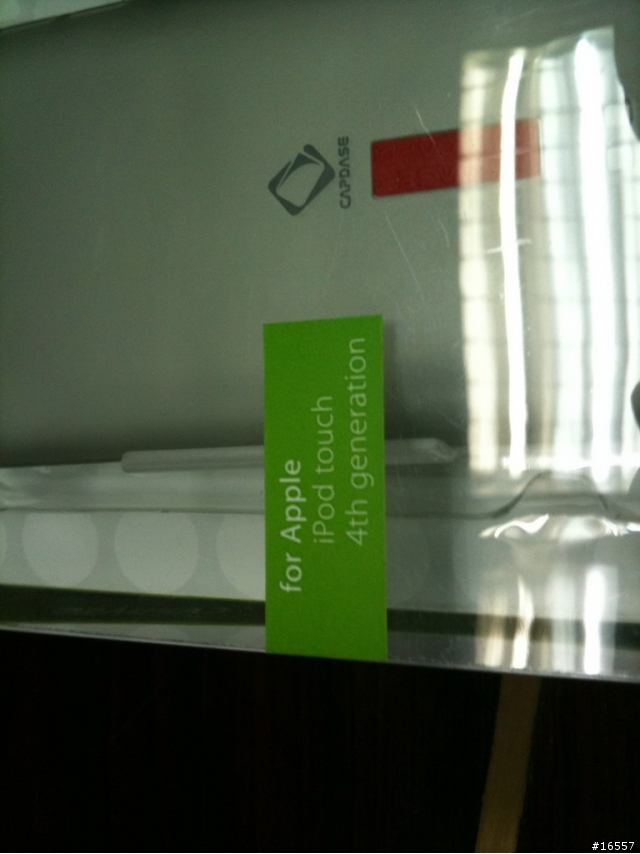 CAPDASE
for Apple
iPod touch
4th generation
#16557